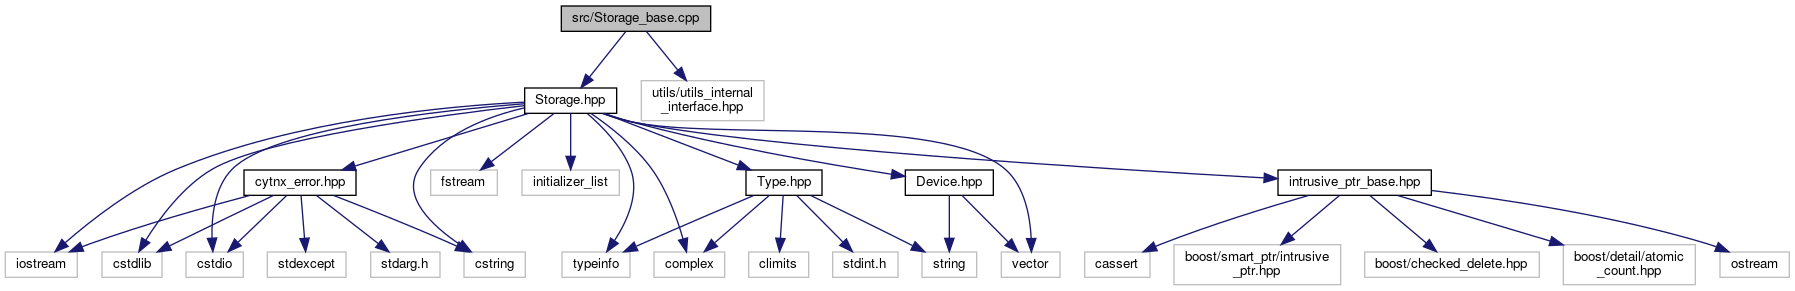 src/Storage_base.cpp
Storage.hpp
utils/utils_internal
_interface.hpp
cytnx_error.hpp
fstream
initializer_list
Type.hpp
Device.hpp
intrusive_ptr_base.hpp
iostream
cstdlib
cstdio
stdexcept
stdarg.h
cstring
typeinfo
complex
climits
stdint.h
string
vector
cassert
boost/smart_ptr/intrusive
_ptr.hpp
boost/checked_delete.hpp
boost/detail/atomic
_count.hpp
ostream